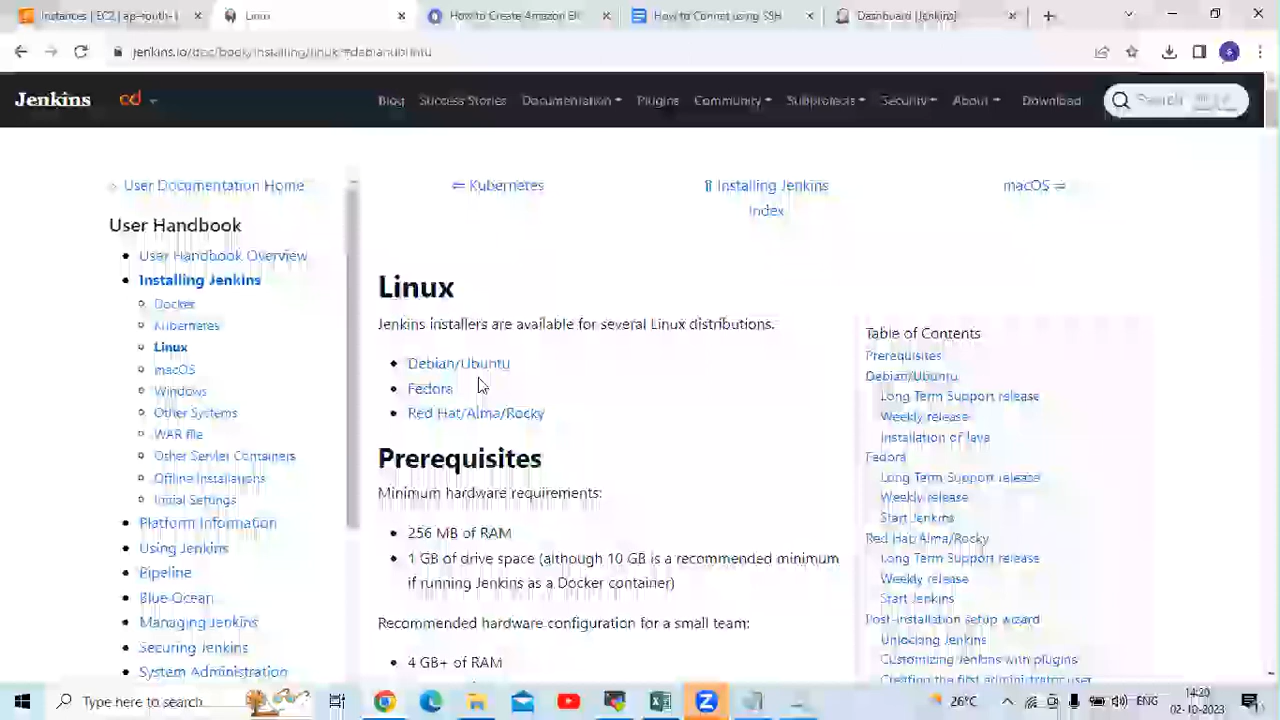 Instances | EC2 | ap-south-1
Linux
How to Create Amazon EK
How to Connet using SSH
Dashboard [Jenkins]
jenkins.io/doc/book/installing/linux/#debianubuntu
Jenkins
cd
Blog
Success Stories
Documentation
Plugins
Community
Subprojects
Security
About
Download
Search
User Documentation Home
⇐ Kubernetes
⇑ Installing Jenkins
Index
macOS ⇒
User Handbook
User Handbook Overview
Installing Jenkins
Docker
Kubernetes
Linux
macOS
Windows
Other Systems
WAR file
Other Servlet Containers
Offline Installations
Initial Settings
Platform Information
Using Jenkins
Pipeline
Blue Ocean
Managing Jenkins
Securing Jenkins
System Administration
Linux
Jenkins installers are available for several Linux distributions.
Debian/Ubuntu
Fedora
Red Hat/Alma/Rocky
Prerequisites
Minimum hardware requirements:
256 MB of RAM
1 GB of drive space (although 10 GB is a recommended minimum
if running Jenkins as a Docker container)
Recommended hardware configuration for a small team:
4 GB+ of RAM
Table of Contents
Prerequisites
Debian/Ubuntu
Long Term Support release
Weekly release
Installation of Java
Fedora
Long Term Support release
Weekly release
Start Jenkins
Red Hat/Alma/Rocky
Long Term Support release
Weekly release
Start Jenkins
Post-installation setup wizard
Unlocking Jenkins
Customizing Jenkins with plugins
Creating the first administrator user
Type here to search
26°C
ENG
14:20
02-10-2023